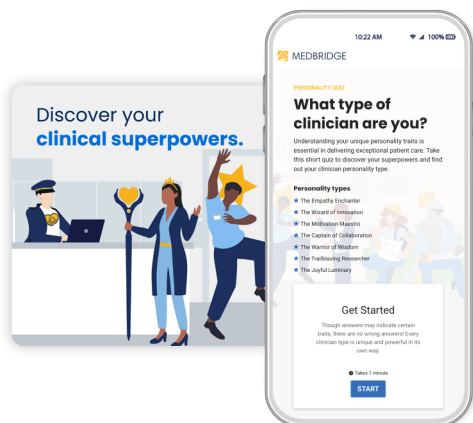 Discover your
clinical superpowers.
10:22 AM
100%
MEDBRIDGE
PERSONALITY QUIZ
What type of
clinician are you?
Understanding your unique personality traits is
essential in delivering exceptional patient care. Take
this short quiz to discover your superpowers and find
out your clinician personality type.
Personality types
★ The Empathy Enchanter
★ The Wizard of Innovation
★ The Motivation Maestro
★ The Captain of Collaboration
★ The Warrior of Wisdom
★ The Trailblazing Researcher
★ The Joyful Luminary
Get Started
Though answers may indicate certain
traits, there are no wrong answers! Every
clinician type is unique and powerful in its
own way.
Takes 1 minute
START